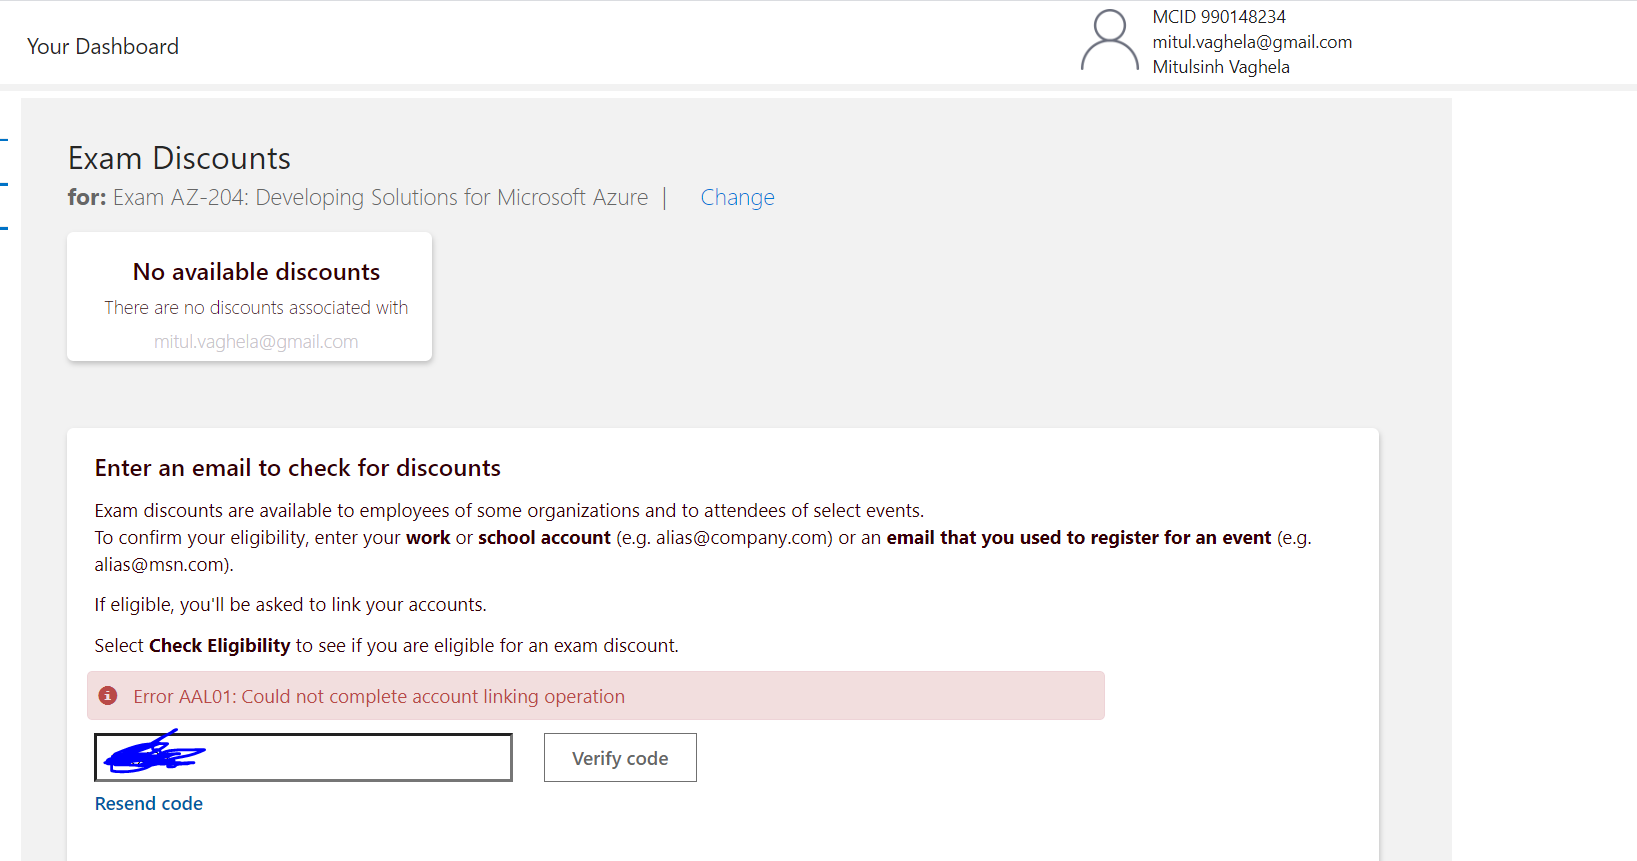 Your Dashboard
MCID 990148234
mitul.vaghela@gmail.com
Mitulsinh Vaghela
Exam Discounts
for: Exam AZ-204: Developing Solutions for Microsoft Azure | Change
No available discounts
There are no discounts associated with
mitul.vaghela@gmail.com
Enter an email to check for discounts
Exam discounts are available to employees of some organizations and to attendees of select events.
To confirm your eligibility, enter your work or school account (e.g. alias@company.com) or an email that you used to register for an event (e.g.
alias@msn.com).
If eligible, you'll be asked to link your accounts.
Select Check Eligibility to see if you are eligible for an exam discount.
Error AAL01: Could not complete account linking operation
Verify code
Resend code